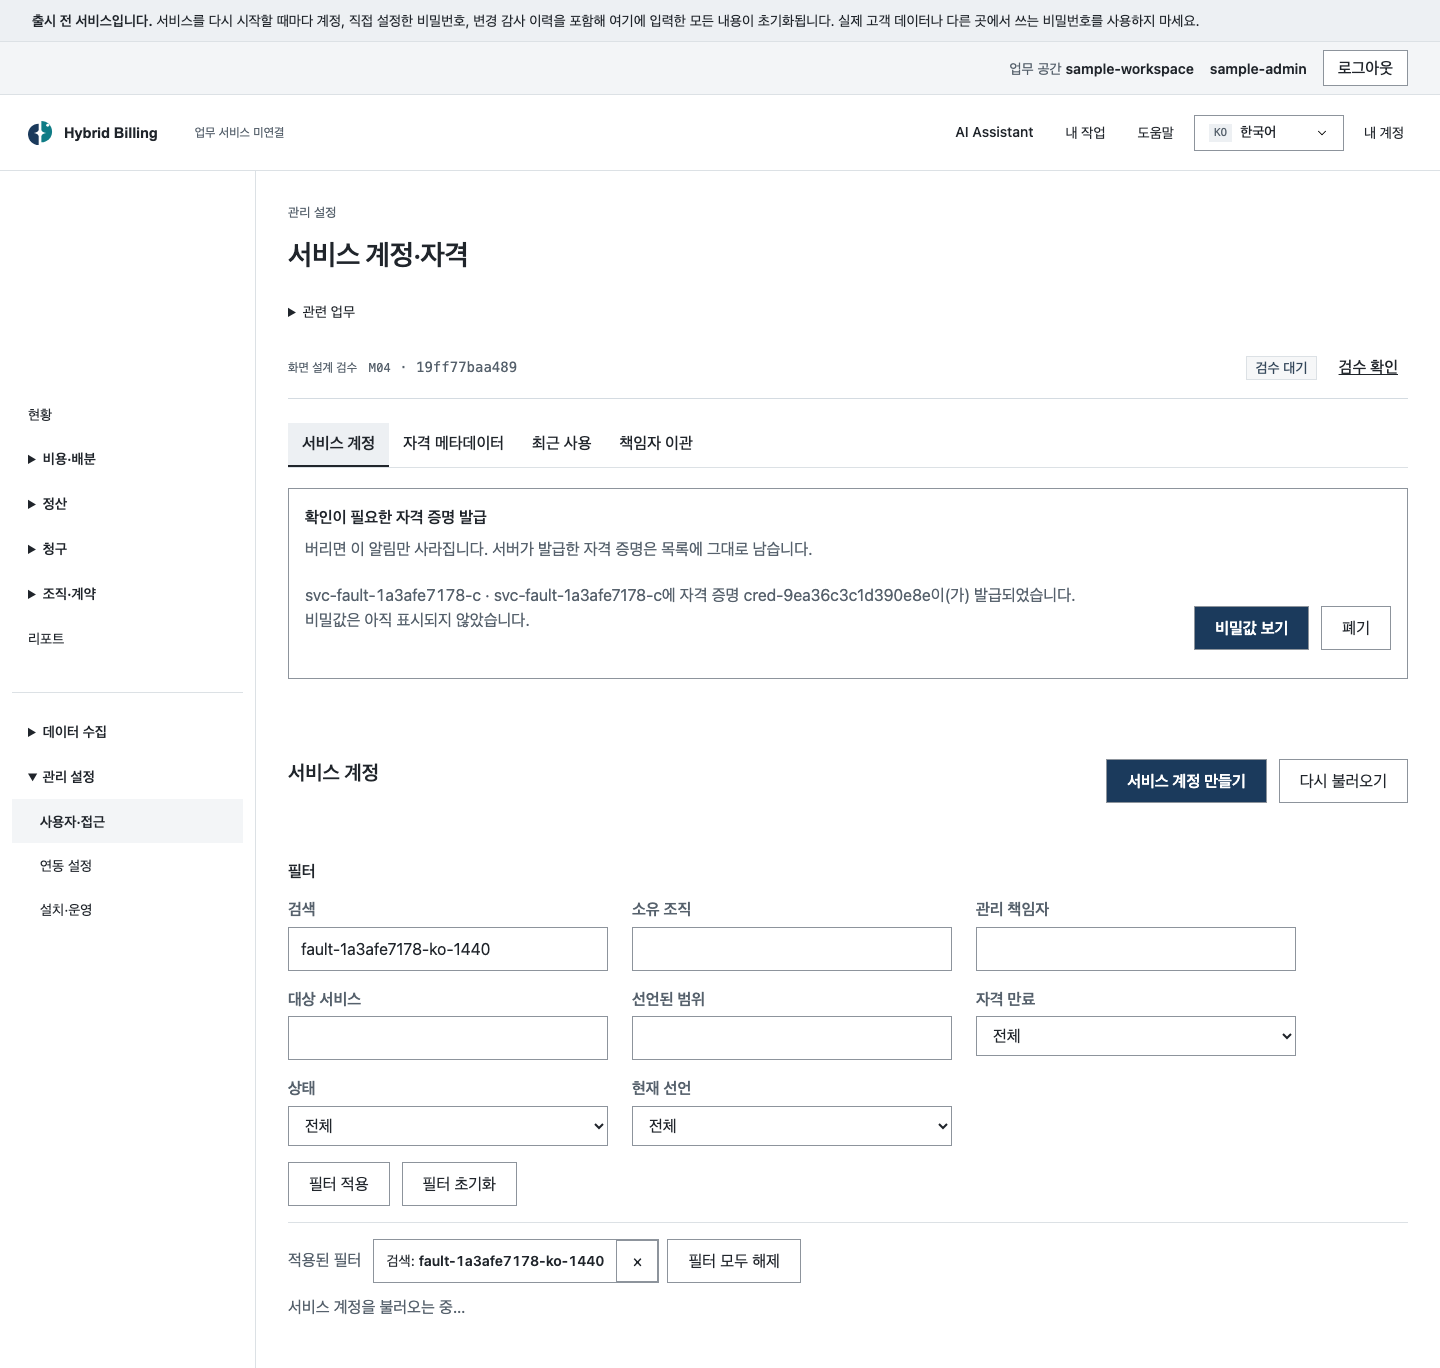 출시 전 서비스입니다. 서비스를 다시 시작할 때마다 계정, 직접 설정한 비밀번호, 변경 감사 이력을 포함해 여기에 입력한 모든 내용이 초기화됩니다. 실제 고객 데이터나 다른 곳에서 쓰는 비밀번호를 사용하지 마세요.
업무 공간 sample-workspace sample-admin 로그아웃
Hybrid Billing 업무 서비스 미연결 AI Assistant 내 작업 도움말 KO 한국어 내 계정
관리 설정
서비스 계정·자격
▶ 관련 업무
화면 설계 검수 M04 · 19ff77baa489 검수 대기 검수 확인
현황
▶ 비용·배분
▶ 정산
▶ 청구
▶ 조직·계약
리포트
▶ 데이터 수집
▼ 관리 설정
사용자·접근
연동 설정
설치·운영
서비스 계정 자격 메타데이터 최근 사용 책임자 이관
확인이 필요한 자격 증명 발급
버리면 이 알림만 사라집니다. 서버가 발급한 자격 증명은 목록에 그대로 남습니다.
svc-fault-1a3afe7178-c · svc-fault-1a3afe7178-c에 자격 증명 cred-9ea36c3c1d390e8e이(가) 발급되었습니다.
비밀값은 아직 표시되지 않았습니다.
비밀값 보기 폐기
서비스 계정 서비스 계정 만들기 다시 불러오기
필터
검색 소유 조직 관리 책임자
fault-1a3afe7178-ko-1440
대상 서비스 선언된 범위 자격 만료
전체
상태 현재 선언
전체 전체
필터 적용 필터 초기화
적용된 필터 검색: fault-1a3afe7178-ko-1440 × 필터 모두 해제
서비스 계정을 불러오는 중...